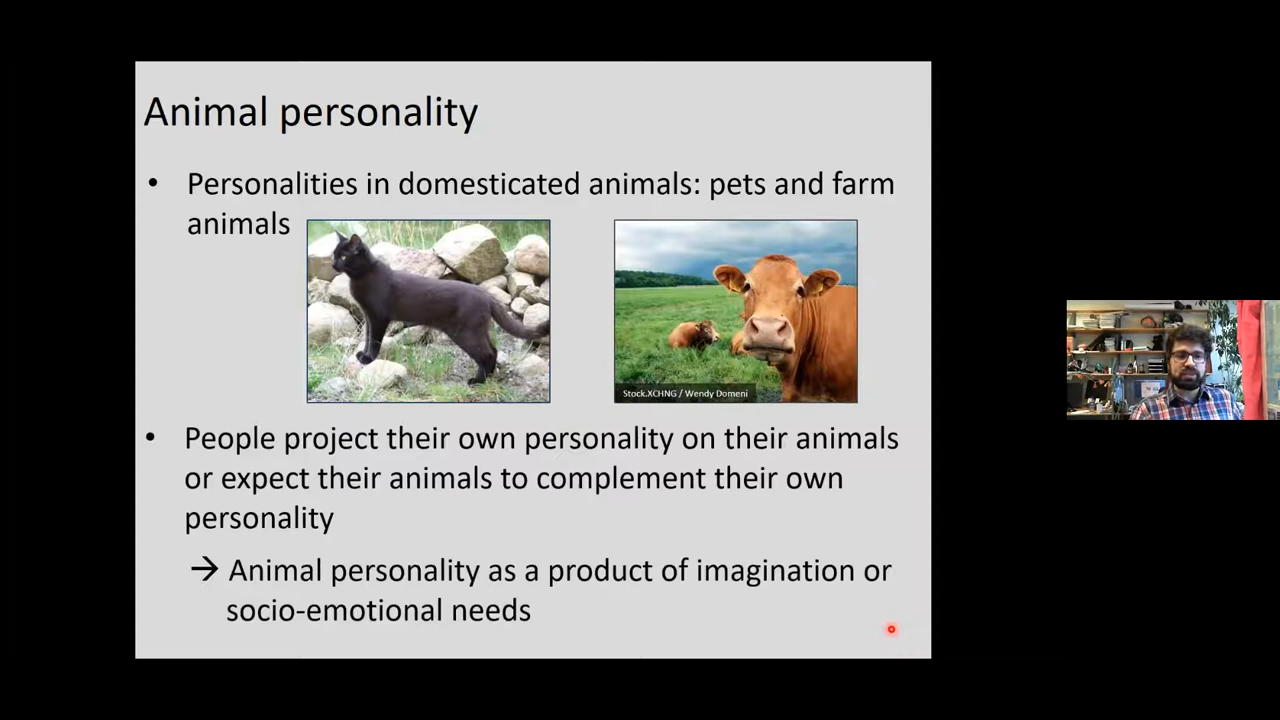 Animal personality
• Personalities in domesticated animals: pets and farm
animals
Stock.XCHNG / Wendy Domeni
• People project their own personality on their animals
or expect their animals to complement their own
personality
→ Animal personality as a product of imagination or
socio-emotional needs